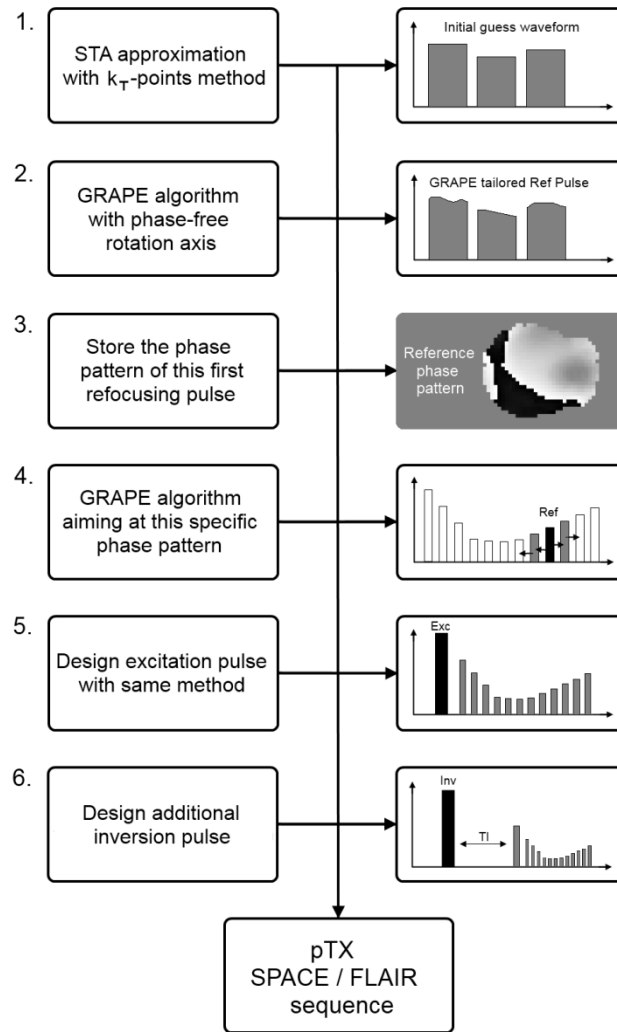 1.
STA approximation
with kT-points method
Initial guess waveform
2.
GRAPE algorithm
with phase-free
rotation axis
GRAPE tailored Ref Pulse
3.
Store the phase
pattern of this first
refocusing pulse
Reference
phase
pattern
4.
GRAPE algorithm
aiming at this specific
phase pattern
Ref
5.
Design excitation pulse
with same method
Exc
6.
Design additional
inversion pulse
Inv
TI
pTX
SPACE / FLAIR
sequence